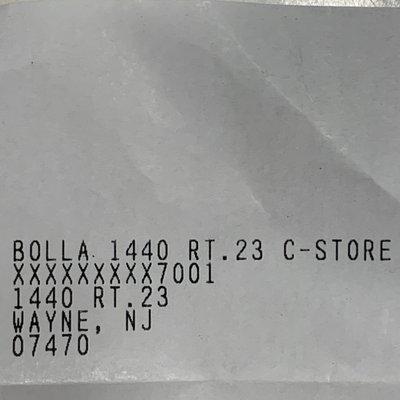 BOLLA 1440 RT.23 C-STORE
XXXXXXXXX7001
1440 RT.23
WAYNE, NJ
07470